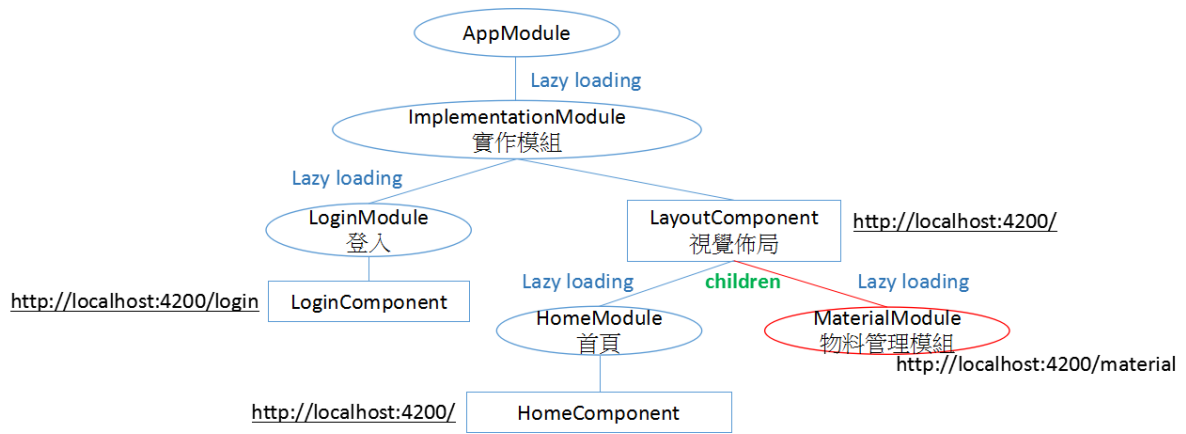 AppModule
Lazy loading
ImplementationModule
實作模組
Lazy loading
LoginModule
登入
LayoutComponent
視覺佈局
http://localhost:4200/
http://localhost:4200/login
LoginComponent
Lazy loading
children
Lazy loading
HomeModule
首頁
MaterialModule
物料管理模組
http://localhost:4200/material
http://localhost:4200/
HomeComponent